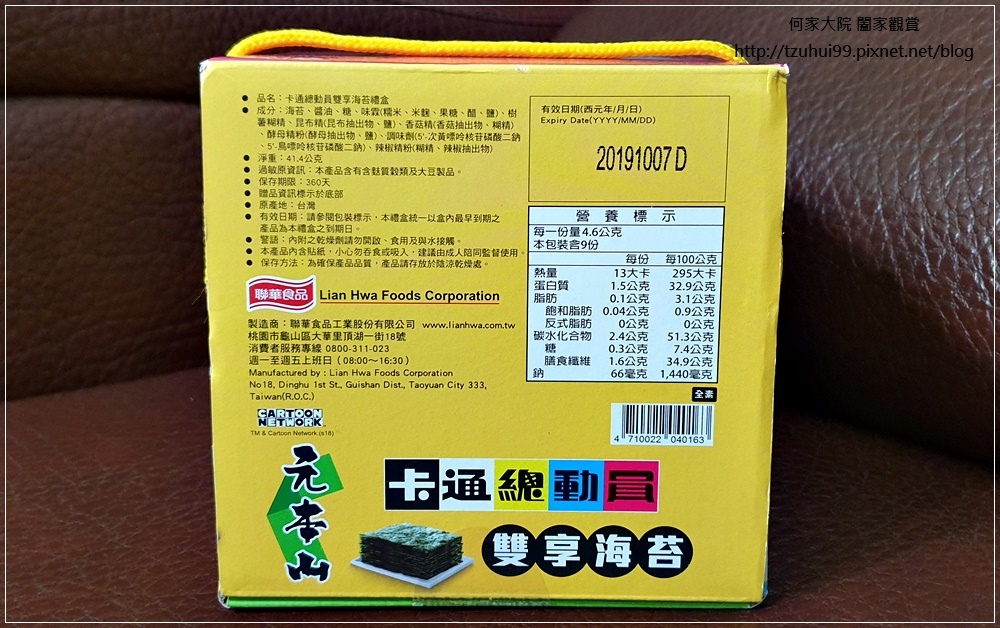 何家大院 闔家觀賞
http://tzuhui99.pixnet.net/blog
● 品名：卡通總動員雙享海苔禮盒
● 成分：海苔、醬油、糖、味霖(糯米、米麴、果糖、醋、鹽)、樹
薯糊精、昆布精(昆布抽出物、鹽)、香菇精(香菇抽出物、糊精)
、酵母精粉(酵母抽出物、鹽)、調味劑(5'-次黃嘌呤核苷磷酸二鈉
、5'-鳥嘌呤核苷磷酸二鈉)、辣椒精粉(糊精、辣椒抽出物)
● 淨重：41.4公克
● 過敏原資訊：本產品含有含麩質穀類及大豆製品。
● 保存期限：360天
● 贈品資訊標示於底部
● 原產地：台灣
● 有效日期：請參閱包裝標示，本禮盒統一以盒內最早到期之
產品為本禮盒之到期日。
● 警語：內附之乾燥劑請勿開啟、食用及與水接觸。
● 本產品內含貼紙，小心勿吞食或吸入，建議由成人陪同監督使用。
● 保存方法：為確保產品品質，產品請存放於陰涼乾燥處。
有效日期(西元年/月/日)
Expiry Date(YYYY/MM/DD)
20191007 D
營養標示
每一份量4.6公克
本包裝含9份
每份 每100公克
熱量 13大卡 295大卡
蛋白質 1.5公克 32.9公克
脂肪 0.1公克 3.1公克
飽和脂肪 0.04公克 0.9公克
反式脂肪 0公克 0公克
碳水化合物 2.4公克 51.3公克
糖 0.3公克 7.4公克
膳食纖維 1.6公克 34.9公克
鈉 66毫克 1,440毫克
全素
4 710022 040163
聯華食品 Lian Hwa Foods Corporation
製造商：聯華食品工業股份有限公司 www.lianhwa.com.tw
桃園市龜山區大華里頂湖一街18號
消費者服務專線 0800-311-023
週一至週五上班日（08:00～16:30）
Manufactured by : Lian Hwa Foods Corporation
No18, Dinghu 1st St., Guishan Dist., Taoyuan City 333,
Taiwan(R.O.C.)
CARTOON
NETWORK
TM & Cartoon Network.(s18)
元本山
卡通總動員
雙享海苔